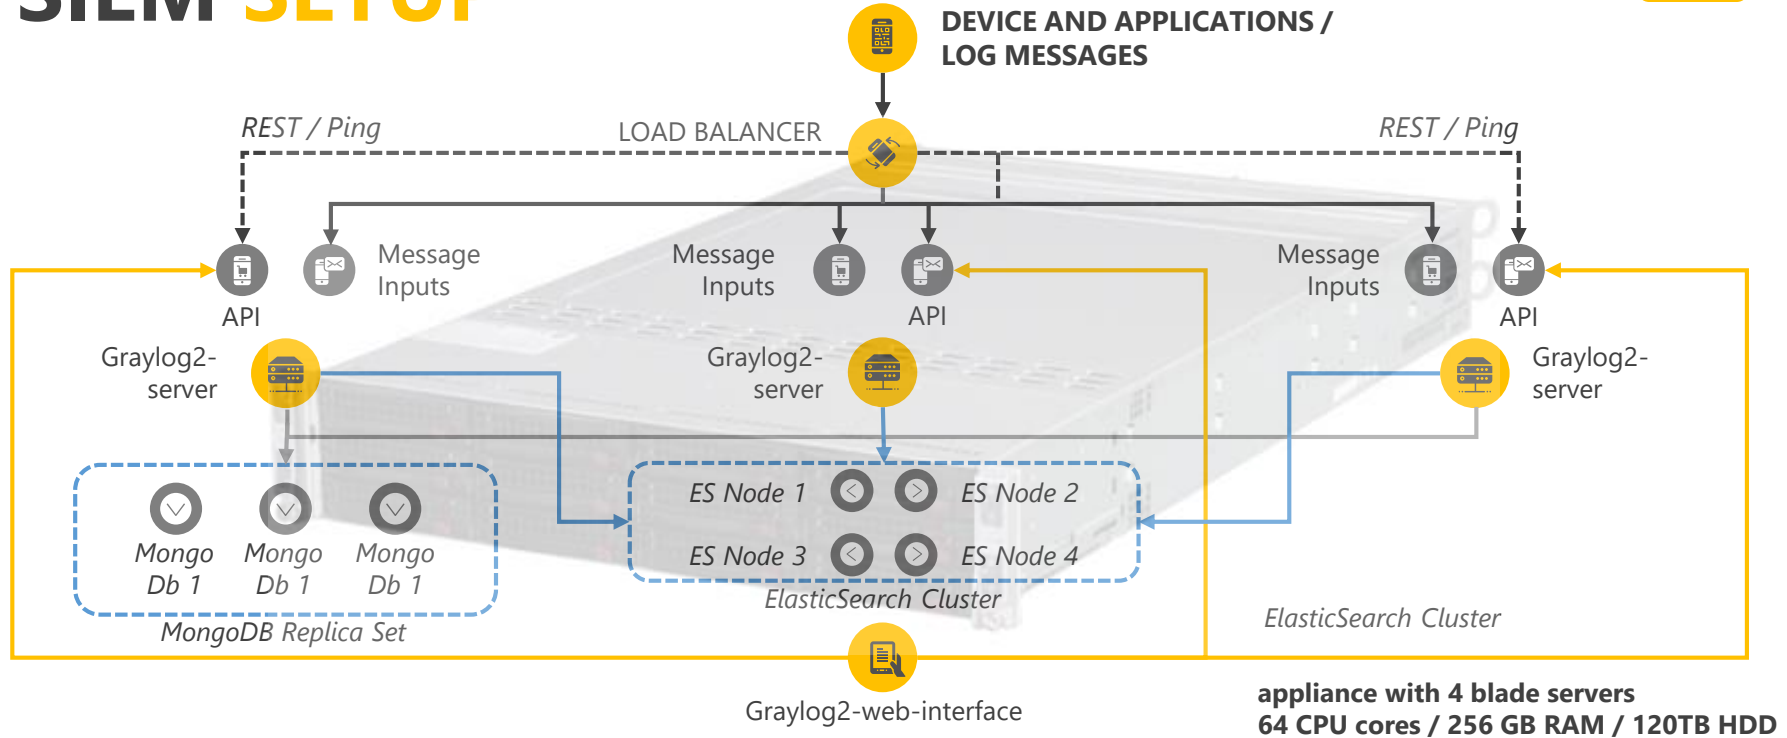 SIEM SETUP
DEVICE AND APPLICATIONS /
LOG MESSAGES
REST / Ping
LOAD BALANCER
REST / Ping
Message
Inputs
Message
Inputs
Message
Inputs
API
API
API
Graylog2-
server
Graylog2-
server
Graylog2-
server
ES Node 1
ES Node 2
ES Node 3
ES Node 4
Mongo
Db 1
Mongo
Db 1
Mongo
Db 1
ElasticSearch Cluster
MongoDB Replica Set
ElasticSearch Cluster
Graylog2-web-interface
appliance with 4 blade servers
64 CPU cores / 256 GB RAM / 120TB HDD